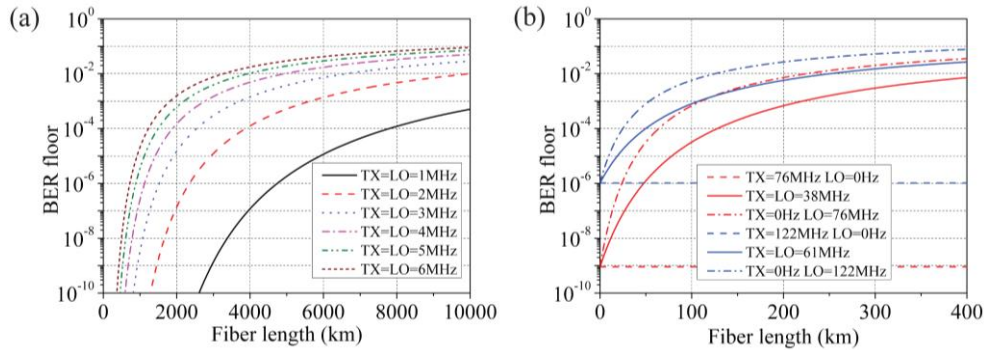 (a)
BER floor
10^0
10^-2
10^-4
10^-6
10^-8
10^-10
0 2000 4000 6000 8000 10000
Fiber length (km)
TX=LO=1MHz
TX=LO=2MHz
TX=LO=3MHz
TX=LO=4MHz
TX=LO=5MHz
TX=LO=6MHz
(b)
BER floor
10^0
10^-2
10^-4
10^-6
10^-8
10^-10
0 100 200 300 400
Fiber length (km)
TX=76MHz LO=0Hz
TX=LO=38MHz
TX=0Hz LO=76MHz
TX=122MHz LO=0Hz
TX=LO=61MHz
TX=0Hz LO=122MHz